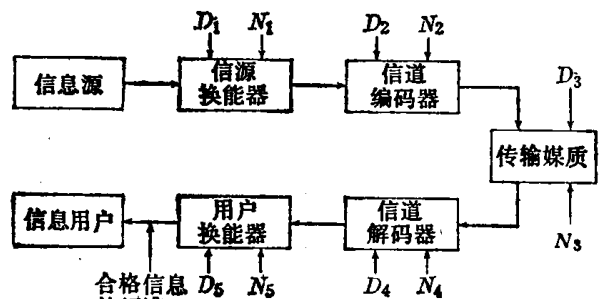 D₁ N₁ D₂ N₂
信息源
信源
换能器
信道
编码器
D₃
传输媒质
信息用户
用户
换能器
信道
解码器
N₃
合格信息
D₅ N₅ D₄ N₄